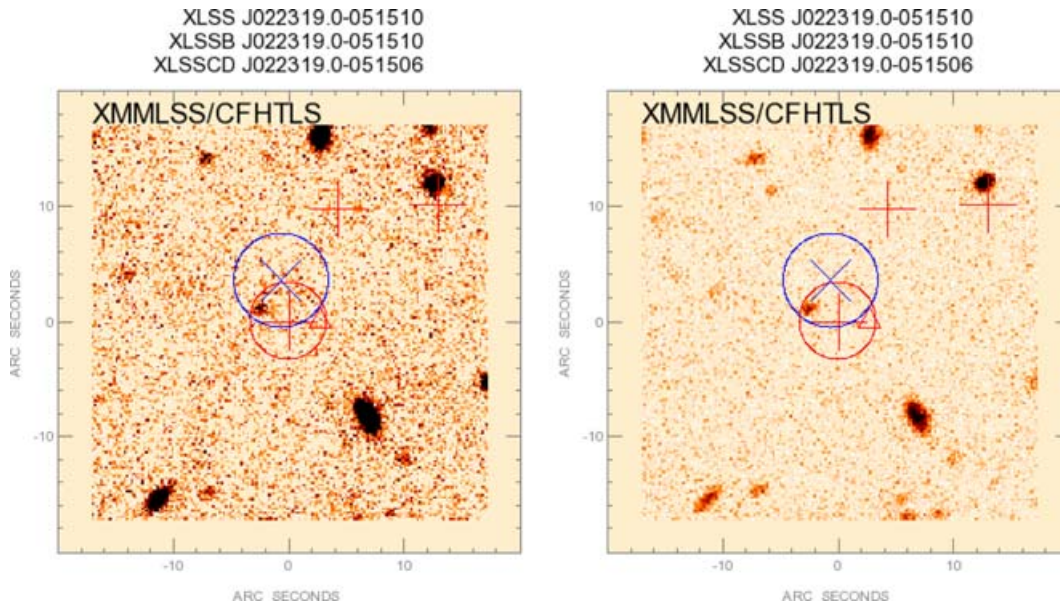 XLSS J022319.0-051510
XLSSB J022319.0-051510
XLSSCD J022319.0-051506
XMMLSS/CFHTLS
10
0
-10
ARC SECONDS
-10 0 10
ARC SECONDS
XLSS J022319.0-051510
XLSSB J022319.0-051510
XLSSCD J022319.0-051506
XMMLSS/CFHTLS
10
0
-10
ARC SECONDS
-10 0 10
ARC SECONDS